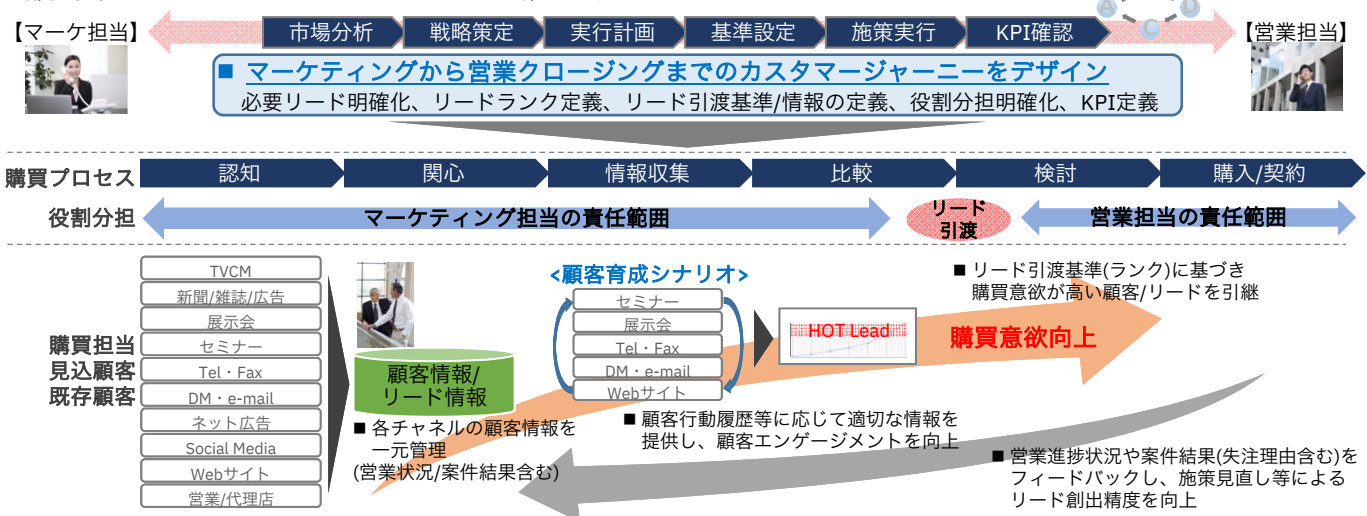 【マーケ担当】
市場分析
戦略策定
実行計画
基準設定
施策実行
KPI確認
A
C
D
【営業担当】
■ マーケティングから営業クロージングまでのカスタマージャーニーをデザイン
必要リード明確化、リードランク定義、リード引渡基準/情報の定義、役割分担明確化、KPI定義
購買プロセス
認知
関心
情報収集
比較
検討
購入/契約
役割分担
マーケティング担当の責任範囲
リード
引渡
営業担当の責任範囲
購買担当
見込顧客
既存顧客
TVCM
新聞/雑誌/広告
展示会
セミナー
Tel・Fax
DM・e-mail
ネット広告
Social Media
Webサイト
営業/代理店
顧客情報/
リード情報
■ 各チャネルの顧客情報を
一元管理
(営業状況/案件結果含む)
<顧客育成シナリオ>
セミナー
展示会
Tel・Fax
DM・e-mail
Webサイト
HOT Lead
■ 顧客行動履歴等に応じて適切な情報を
提供し、顧客エンゲージメントを向上
■ リード引渡基準(ランク)に基づき
購買意欲が高い顧客/リードを引継
購買意欲向上
■ 営業進捗状況や案件結果(失注理由含む)を
フィードバックし、施策見直し等による
リード創出精度を向上